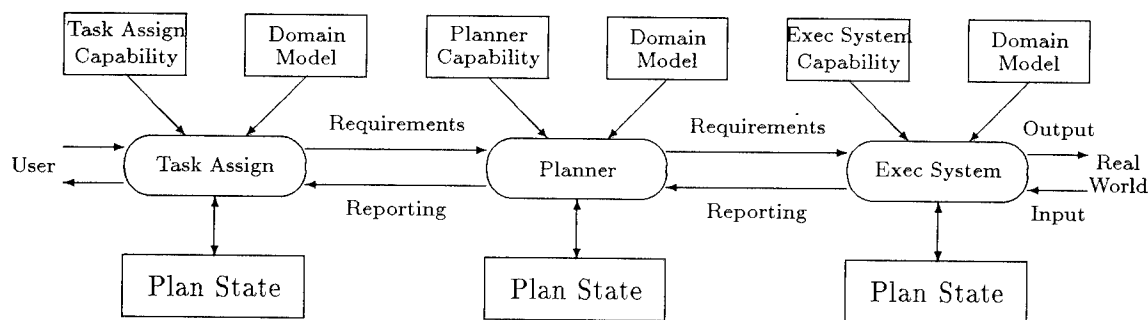 Task Assign
Capability
Domain
Model
Planner
Capability
Domain
Model
Exec System
Capability
Domain
Model
User
Task Assign
Requirements
Reporting
Planner
Requirements
Reporting
Exec System
Output
Real
World
Input
Plan State
Plan State
Plan State